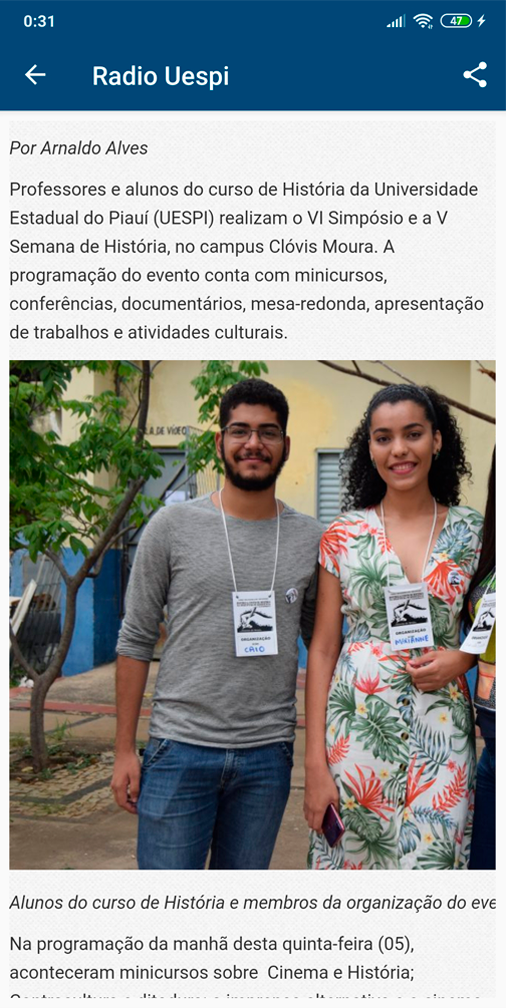 0:31
47
Radio Uespi
Por Arnaldo Alves
Professores e alunos do curso de História da Universidade
Estadual do Piauí (UESPI) realizam o VI Simpósio e a V
Semana de História, no campus Clóvis Moura. A
programação do evento conta com minicursos,
conferências, documentários, mesa-redonda, apresentação
de trabalhos e atividades culturais.
DE VÍDEO
ORGANIZAÇÃO
CAIO
ORGANIZAÇÃO
Alunos do curso de História e membros da organização do eve
Na programação da manhã desta quinta-feira (05),
aconteceram minicursos sobre Cinema e História;